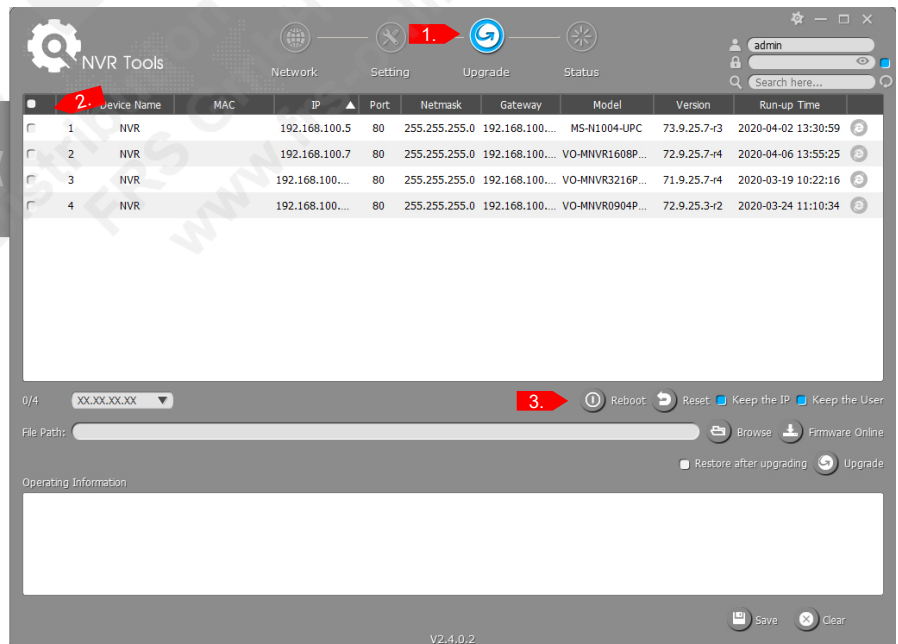 NVR Tools
1.
Network Setting Upgrade Status
admin
Search here...
2.
Device Name MAC IP Port Netmask Gateway Model Version Run-up Time
1 NVR 192.168.100.5 80 255.255.255.0 192.168.100.... MS-N1004-UPC 73.9.25.7-r3 2020-04-02 13:30:59
2 NVR 192.168.100.7 80 255.255.255.0 192.168.100.... VO-MNVR1608P... 72.9.25.7-r4 2020-04-06 13:55:25
3 NVR 192.168.100.... 80 255.255.255.0 192.168.100.... VO-MNVR3216P... 71.9.25.7-r4 2020-03-19 10:22:16
4 NVR 192.168.100.... 80 255.255.255.0 192.168.100.... VO-MNVR0904P... 72.9.25.3-r2 2020-03-24 11:10:34
0/4 XX.XX.XX.XX 3. Reboot Reset Keep the IP Keep the User
File Path: Browse Firmware Online
Restore after upgrading Upgrade
Operating Information
Save Clear
V2.4.0.2